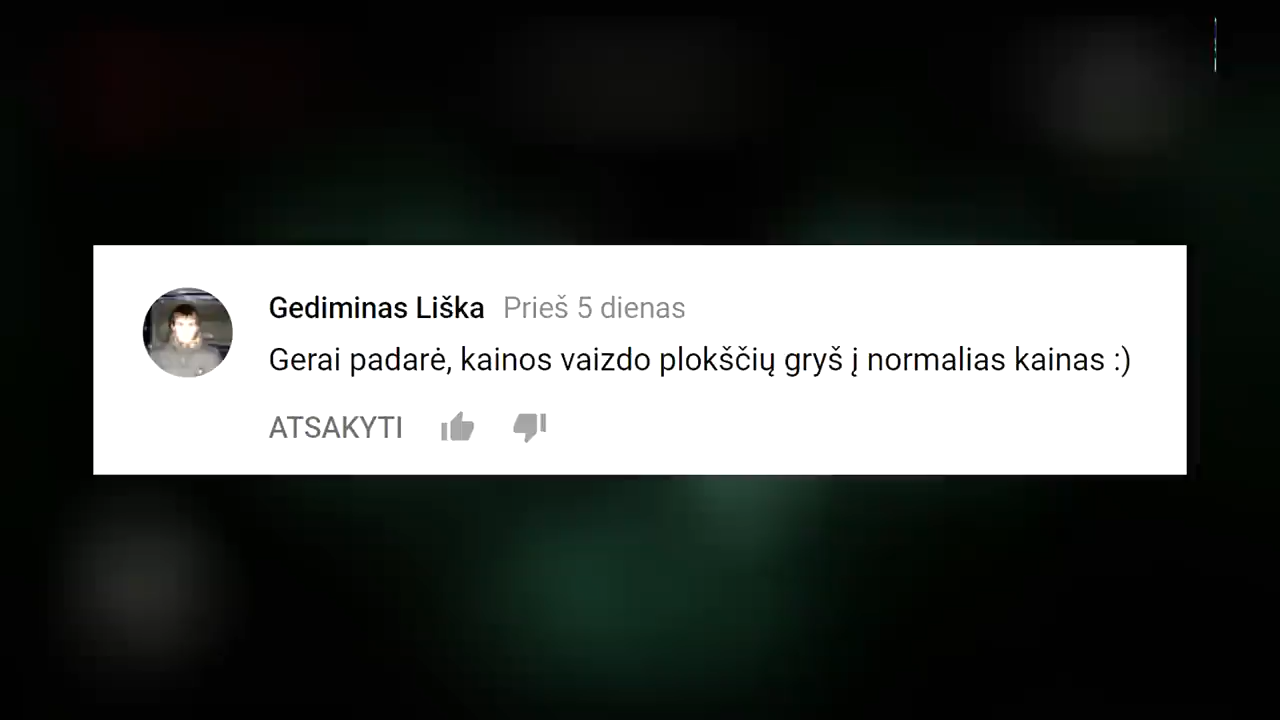 Gediminas Liška Prieš 5 dienas
Gerai padarė, kainos vaizdo plokščių gryš į normalias kainas :)
ATSAKYTI